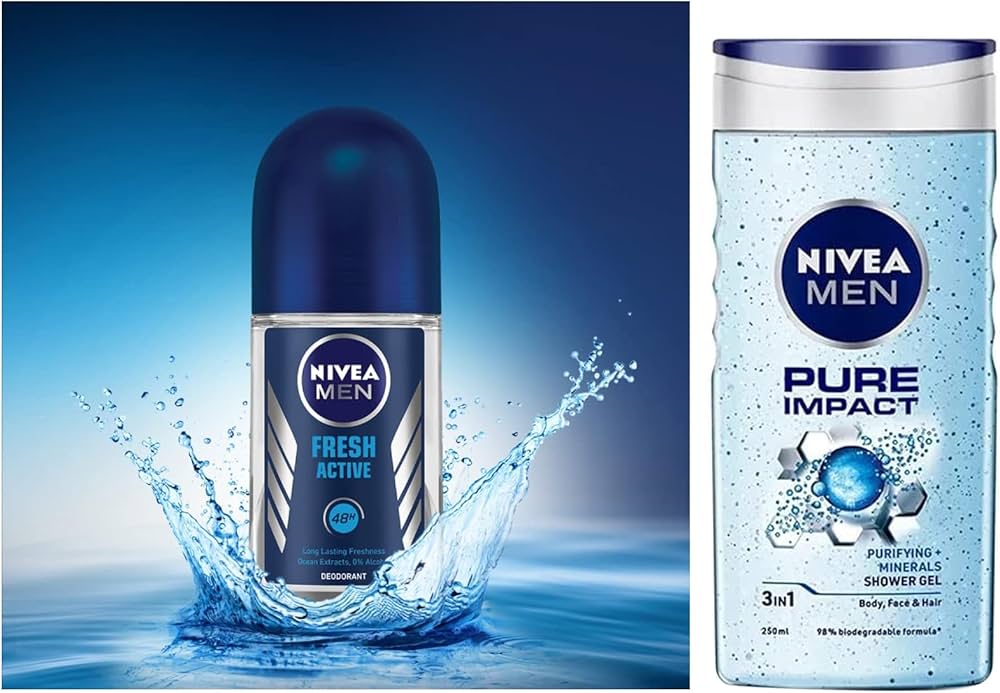 NIVEA
MEN
FRESH
ACTIVE
48H
Long Lasting Freshness
Ocean Extracts, 0% Alcoh
DEODORANT
NIVEA
MEN
PURE
IMPACT
PURIFYING +
MINERALS
SHOWER GEL
3IN1
Body, Face & Hair
250ml
98% biodegradable formula*